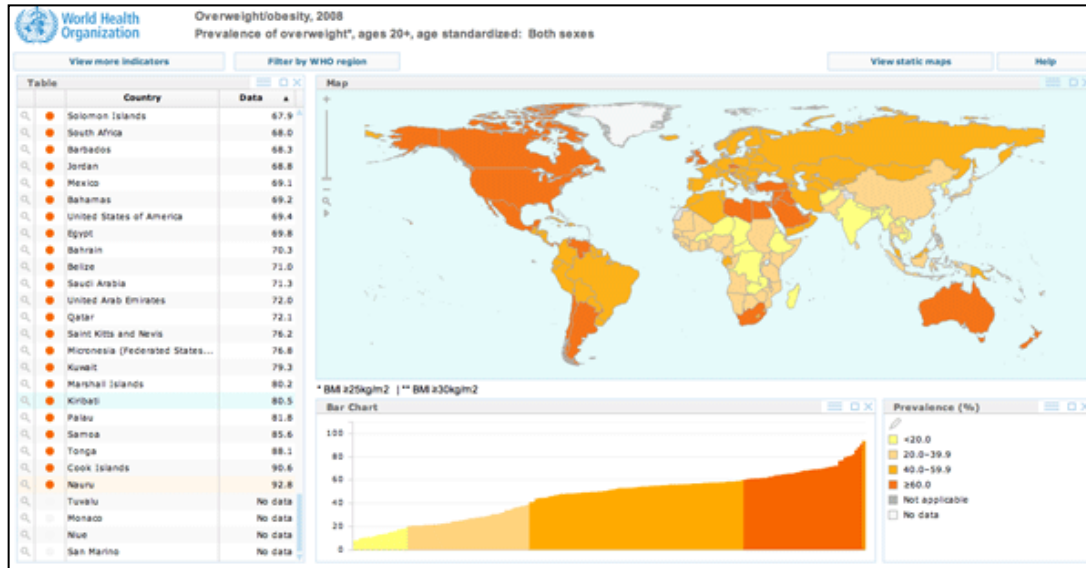 World Health
Organization
Overweight/obesity, 2008
Prevalence of overweight*, ages 20+, age standardized: Both sexes
View more indicators
Filter by WHO region
View static maps
Help
Table
Country Data
Solomon Islands 67.9
South Africa 68.0
Barbados 68.3
Jordan 68.8
Mexico 69.1
Bahamas 69.2
United States of America 69.4
Egypt 69.8
Bahrain 70.3
Belize 71.0
Saudi Arabia 71.3
United Arab Emirates 72.0
Qatar 72.1
Saint Kitts and Nevis 76.2
Micronesia (Federated States... 76.8
Kuwait 79.3
Marshall Islands 80.2
Kiribati 80.5
Palau 81.8
Samoa 85.6
Tonga 88.1
Cook Islands 90.6
Nauru 92.8
Tuvalu No data
Monaco No data
Niue No data
San Marino No data
Map
* BMI ≥25kg/m2 | ** BMI ≥30kg/m2
Bar Chart
100
80
60
40
20
0
Prevalence (%)
<20.0
20.0–39.9
40.0–59.9
≥60.0
Not applicable
No data